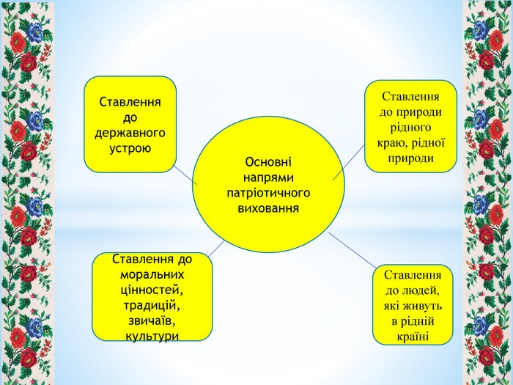 Ставлення
до
державного
устрою
Ставлення
до природи
рідного
краю, рідної
природи
Основні
напрями
патріотичного
виховання
Ставлення до
моральних
цінностей,
традицій,
звичаїв,
культури
Ставлення
до людей,
які живуть
в рідній
країні